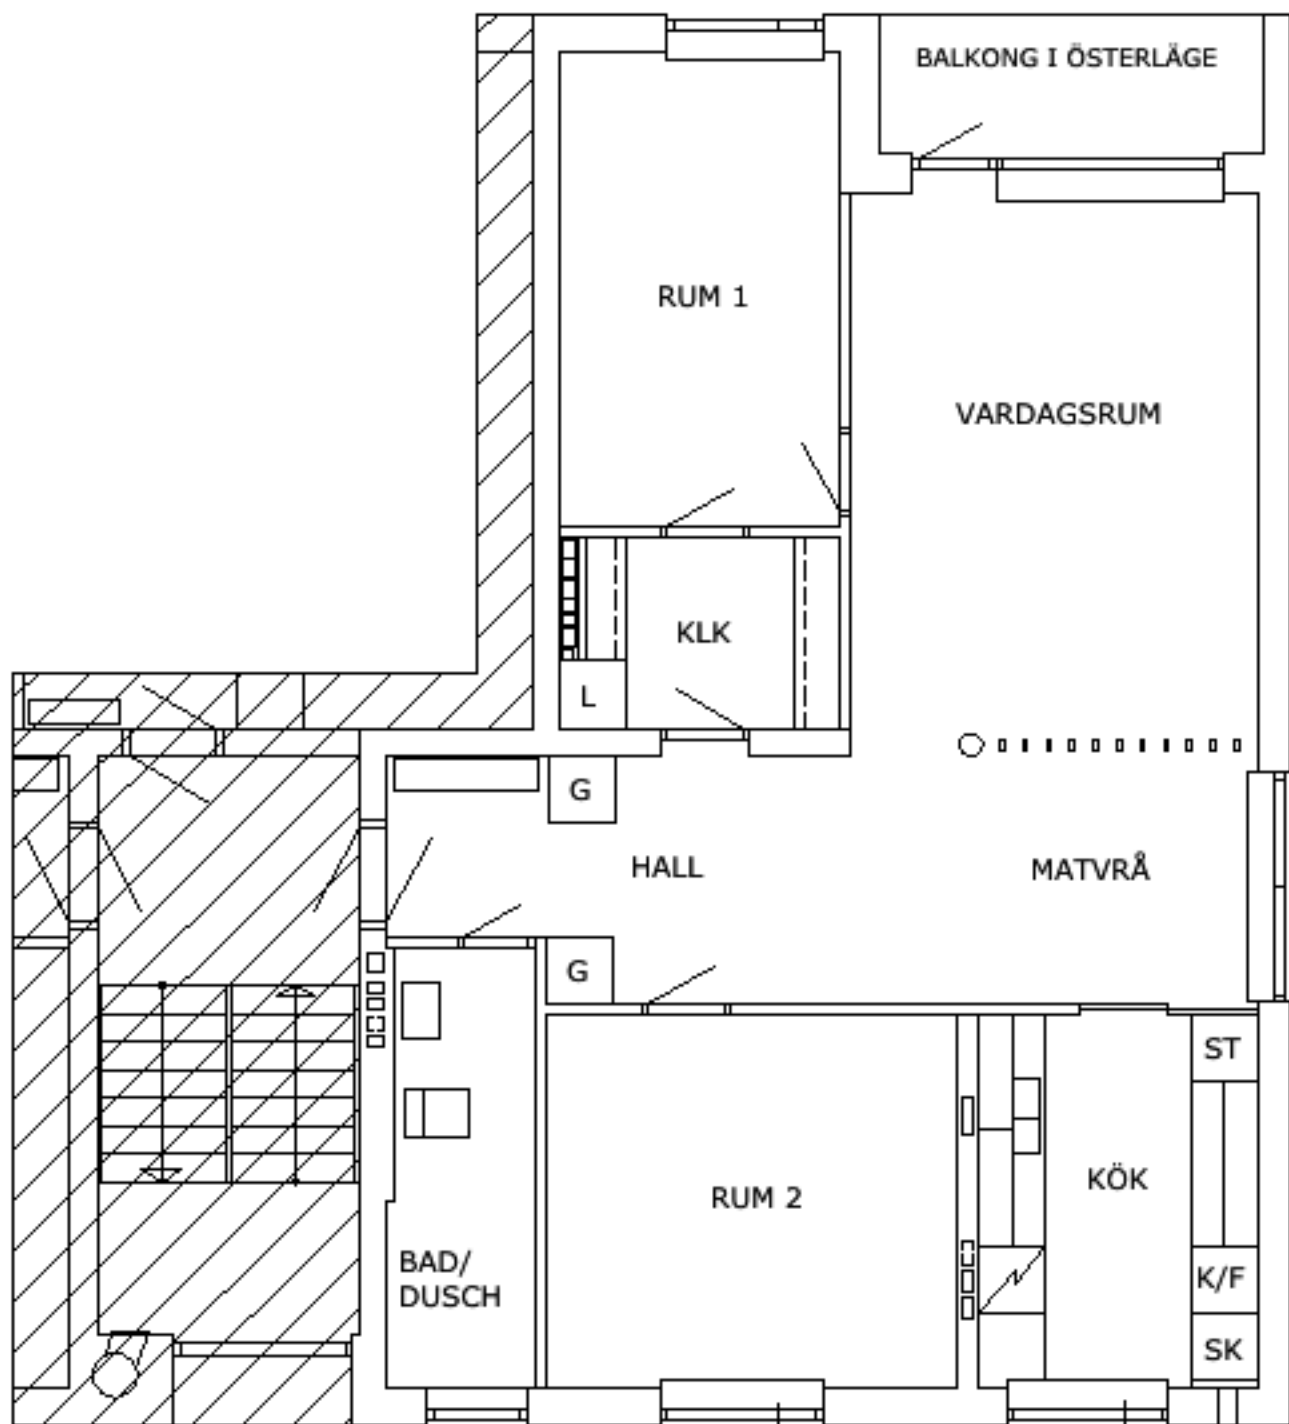 BALKONG I ÖSTERLÄGE
RUM 1
VARDAGSRUM
KLK
L
G
HALL
MATVRÅ
G
ST
KÖK
RUM 2
BAD/
DUSCH
K/F
SK